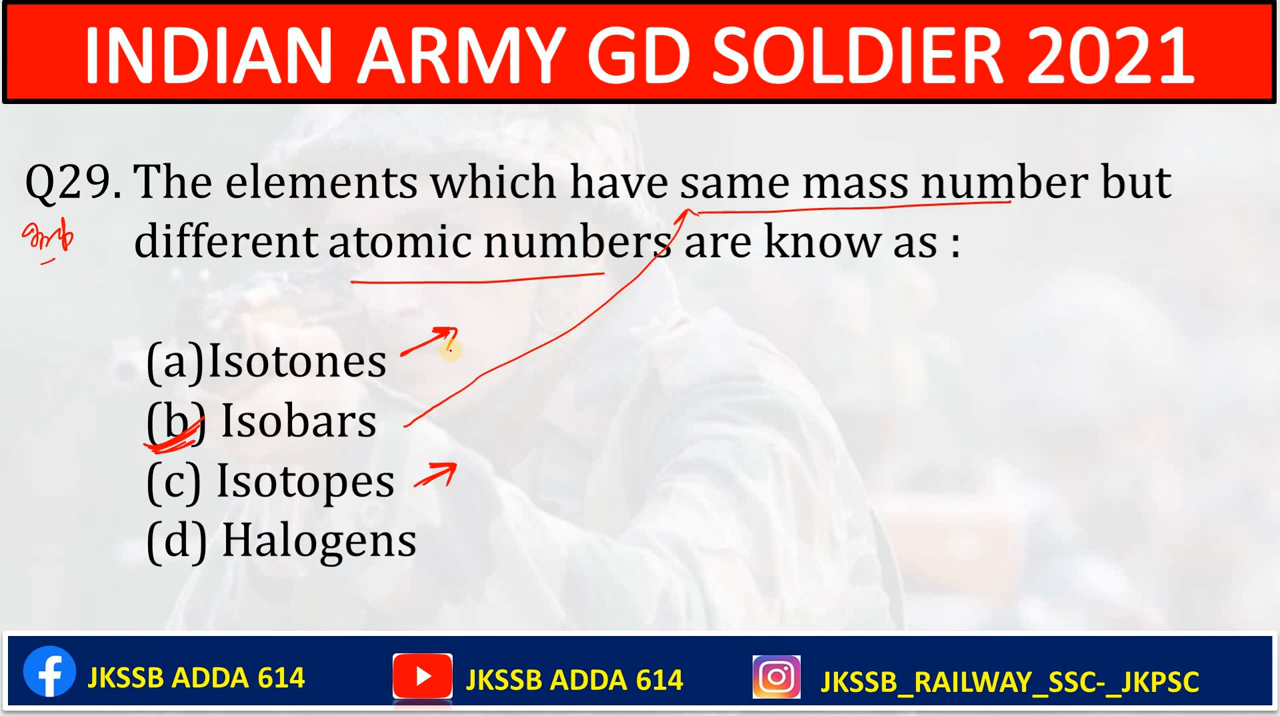 INDIAN ARMY GD SOLDIER 2021
Q29. The elements which have same mass number but
different atomic numbers are know as :
(a)Isotones
(b) Isobars
(c) Isotopes
(d) Halogens
JKSSB ADDA 614
JKSSB ADDA 614
JKSSB_RAILWAY_SSC-_JKPSC